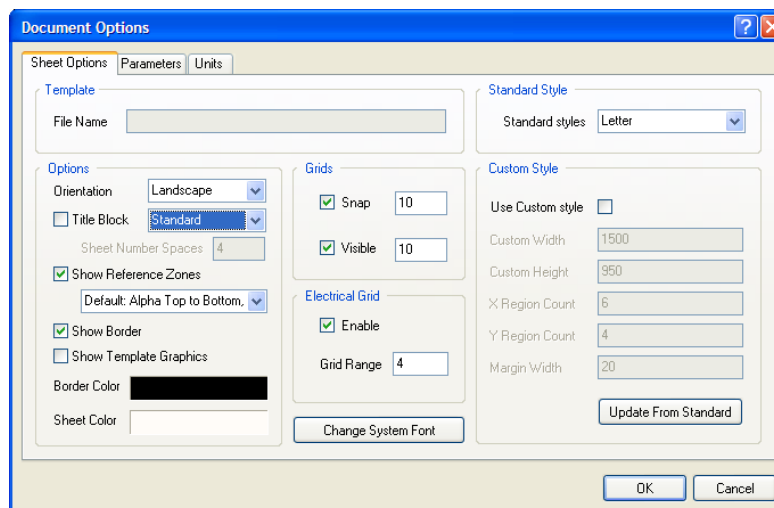 Document Options
Sheet Options Parameters Units
Template
File Name
Standard Style
Standard styles Letter
Options
Orientation Landscape
Title Block Standard
Sheet Number Spaces 4
Show Reference Zones
Default: Alpha Top to Bottom,
Show Border
Show Template Graphics
Border Color
Sheet Color
Grids
Snap 10
Visible 10
Electrical Grid
Enable
Grid Range 4
Change System Font
Custom Style
Use Custom style
Custom Width 1500
Custom Height 950
X Region Count 6
Y Region Count 4
Margin Width 20
Update From Standard
OK Cancel